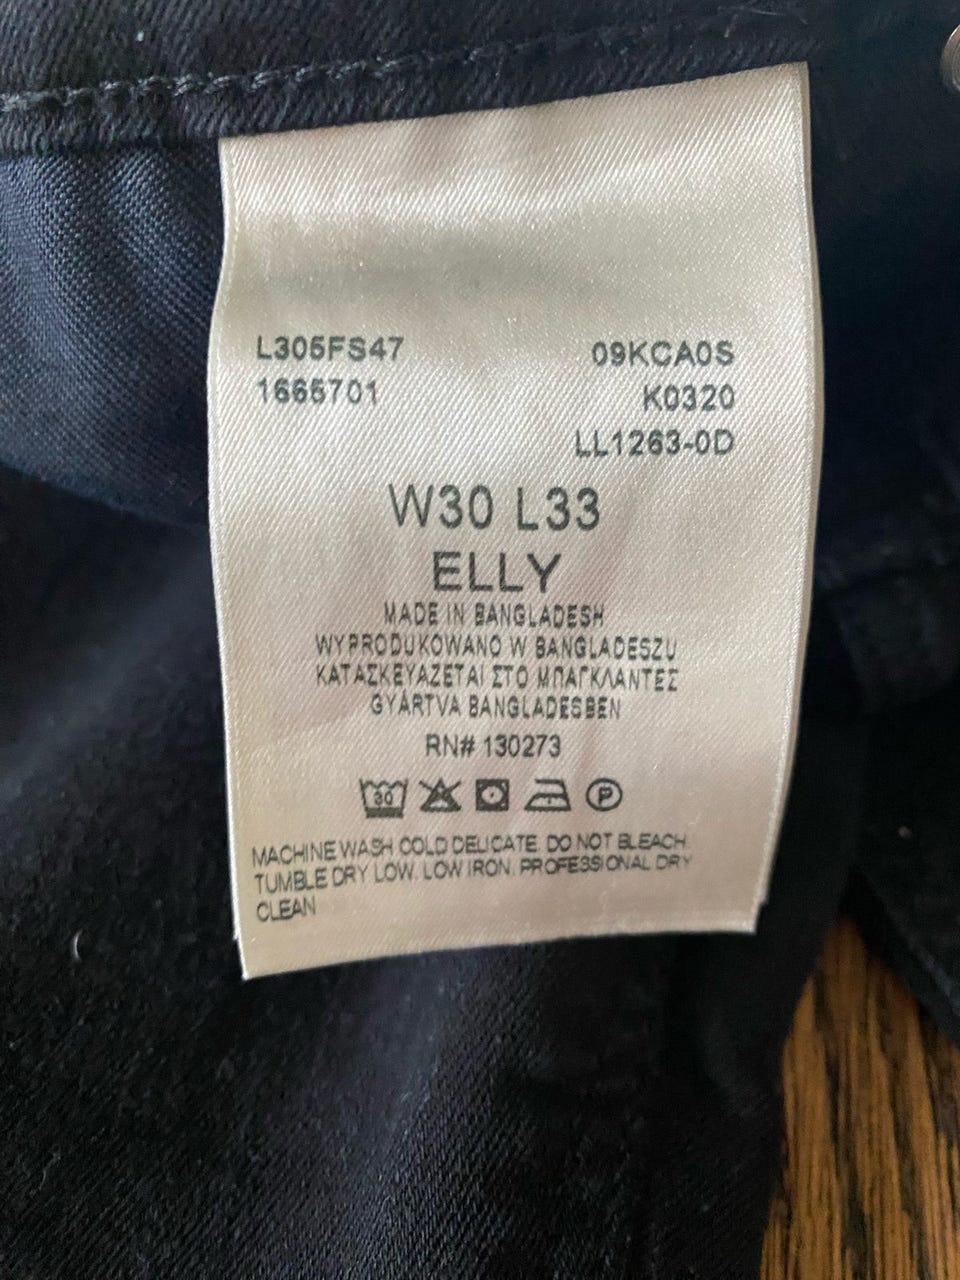 L305FS47 09KCA0S
1665701 K0320
LL1263-0D
W30 L33
ELLY
MADE IN BANGLADESH
WYPRODUKOWANO W BANGLADESZU
ΚΑΤΑΣΚΕΥΑΖΕΤΑΙ ΣΤΟ ΜΠΑΓΚΛΑΝΤΕΣ
GYÁRTVA BANGLADESBEN
RN# 130273
30 P
MACHINE WASH COLD DELICATE. DO NOT BLEACH.
TUMBLE DRY LOW. LOW IRON. PROFESSIONAL DRY
CLEAN